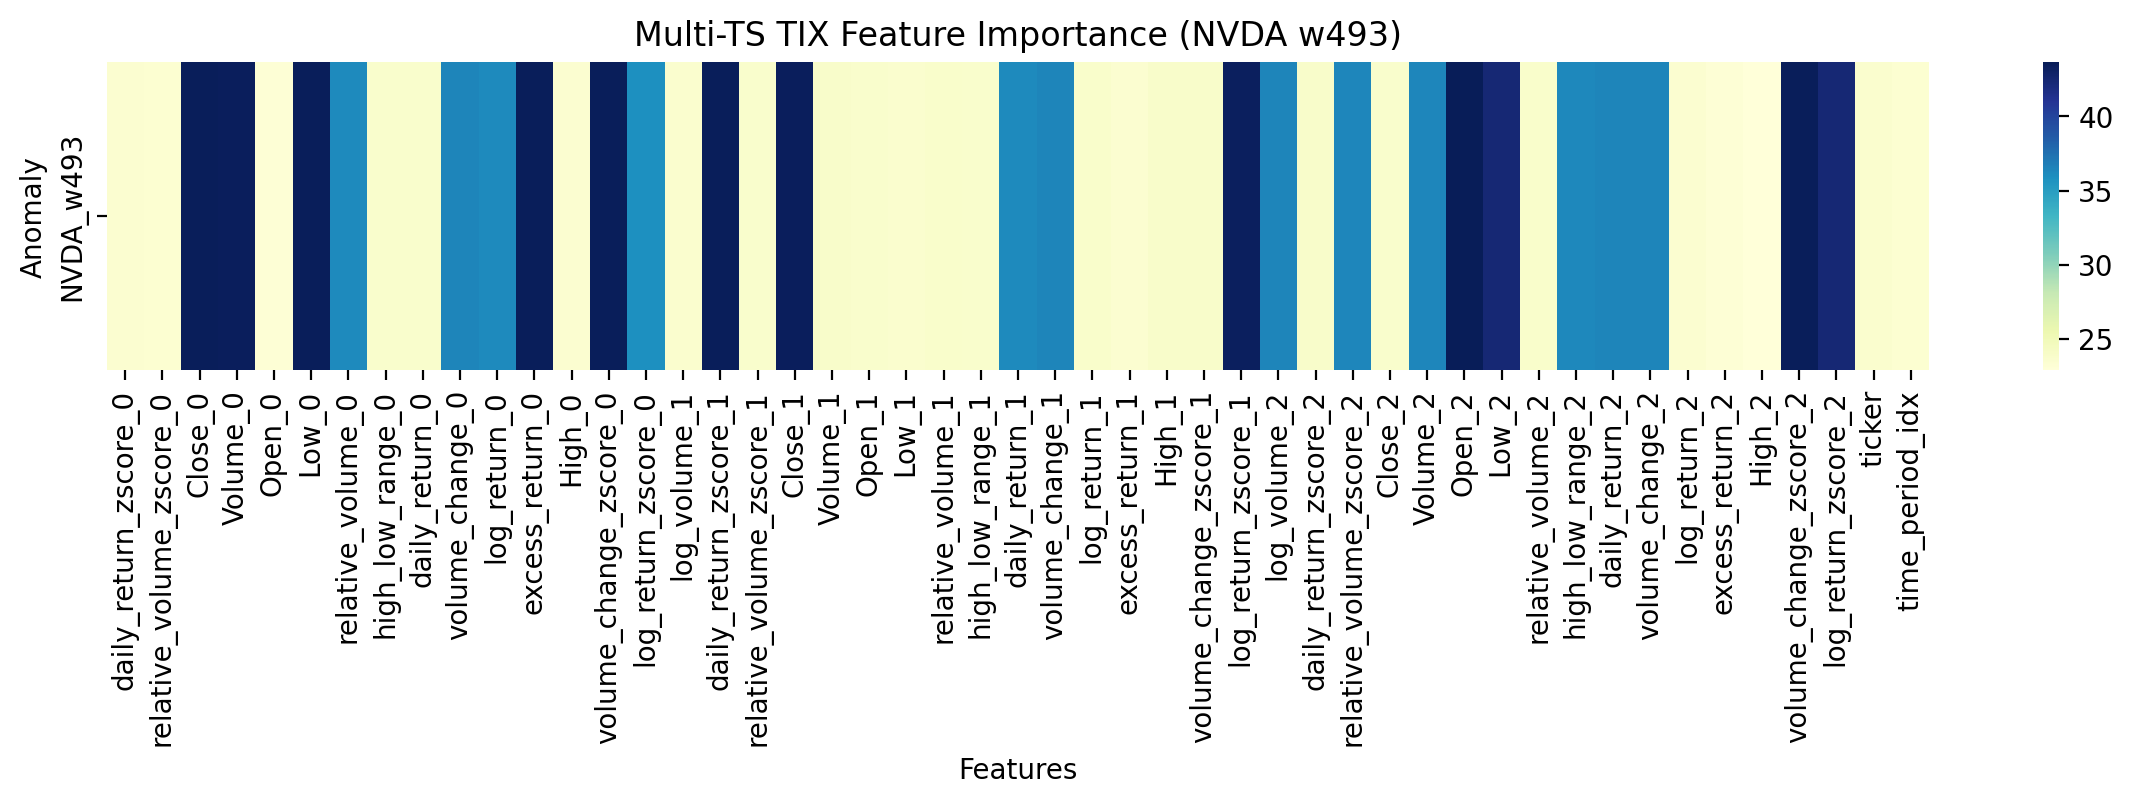 Multi-TS TIX Feature Importance (NVDA w493)
Anomaly
NVDA_w493
40
35
30
25
daily_return_zscore_0
relative_volume_zscore_0
Close_0
Volume_0
Open_0
Low_0
relative_volume_0
high_low_range_0
daily_return_0
volume_change_0
log_return_0
excess_return_0
High_0
volume_change_zscore_0
log_return_zscore_0
log_volume_1
daily_return_zscore_1
relative_volume_zscore_1
Close_1
Volume_1
Open_1
Low_1
relative_volume_1
high_low_range_1
daily_return_1
volume_change_1
log_return_1
excess_return_1
High_1
volume_change_zscore_1
log_return_zscore_1
log_volume_2
daily_return_zscore_2
relative_volume_zscore_2
Close_2
Volume_2
Open_2
Low_2
relative_volume_2
high_low_range_2
daily_return_2
volume_change_2
log_return_2
excess_return_2
High_2
volume_change_zscore_2
log_return_zscore_2
ticker
time_period_idx
Features